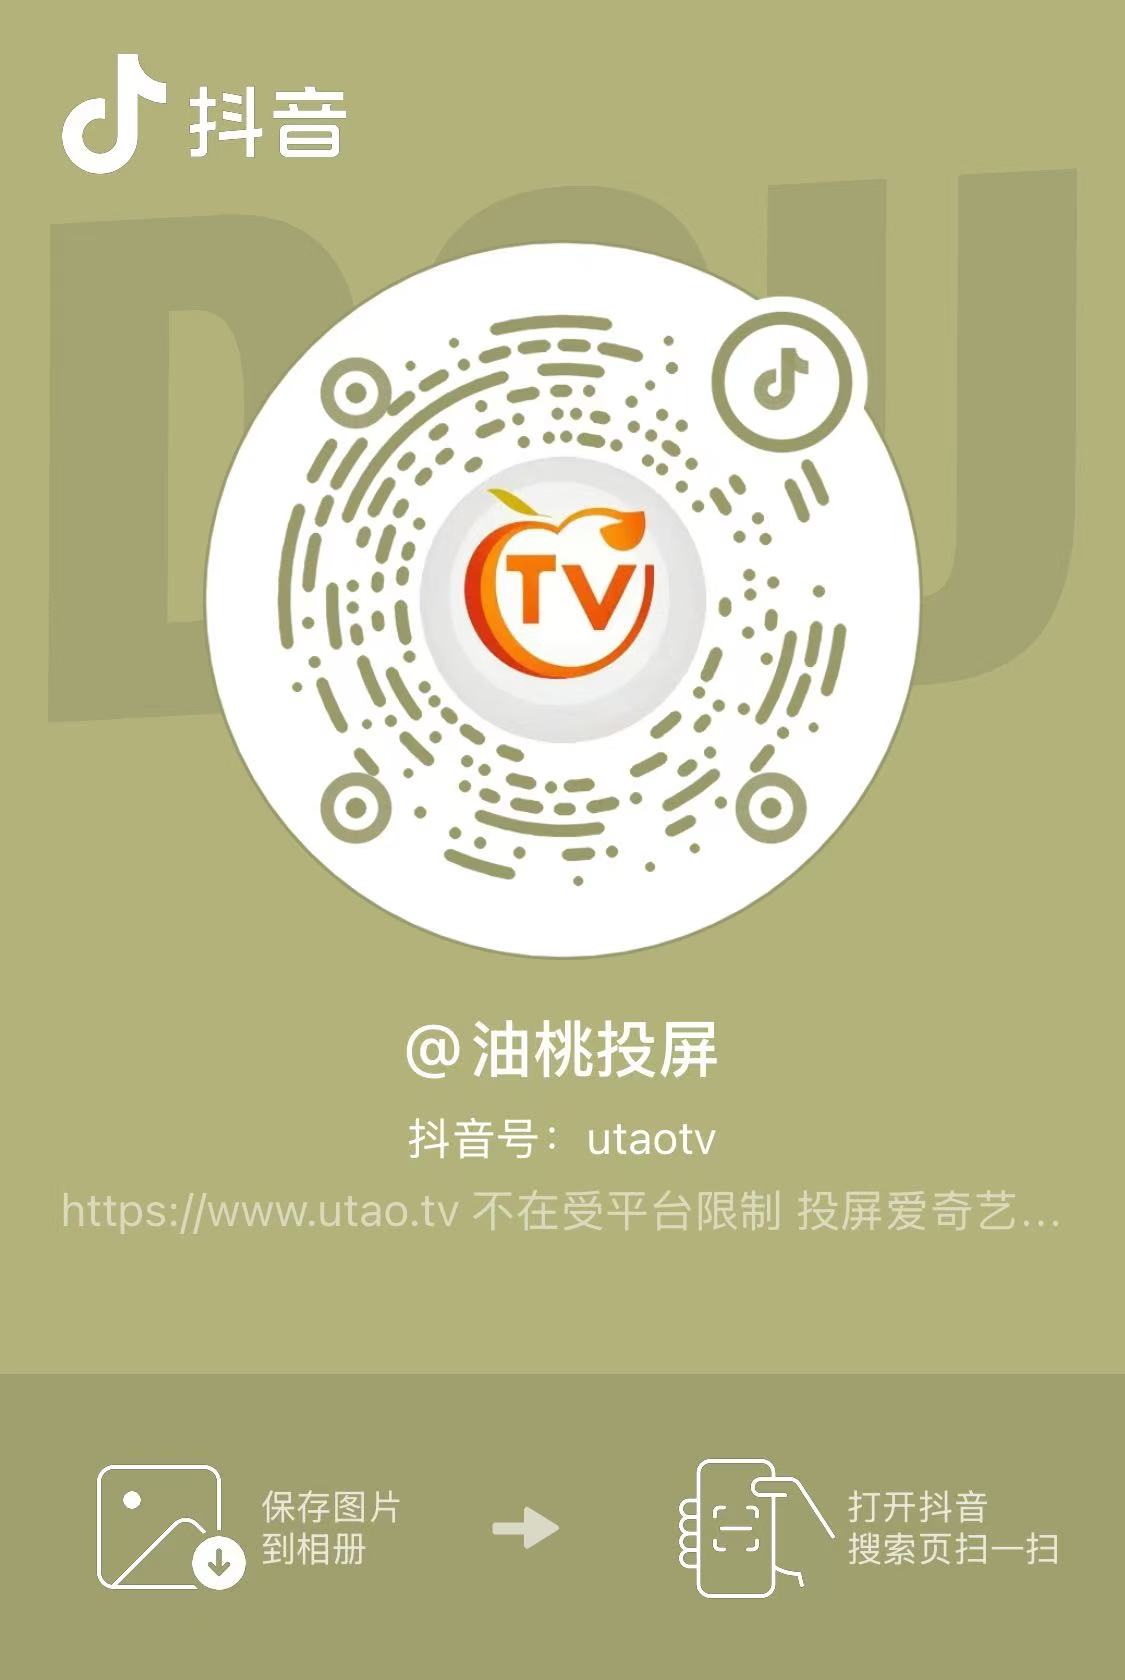 抖音
DOU
TV
@油桃投屏
抖音号：utaotv
https://www.utao.tv 不在受平台限制 投屏爱奇艺...
保存图片
到相册
打开抖音
搜索页扫一扫